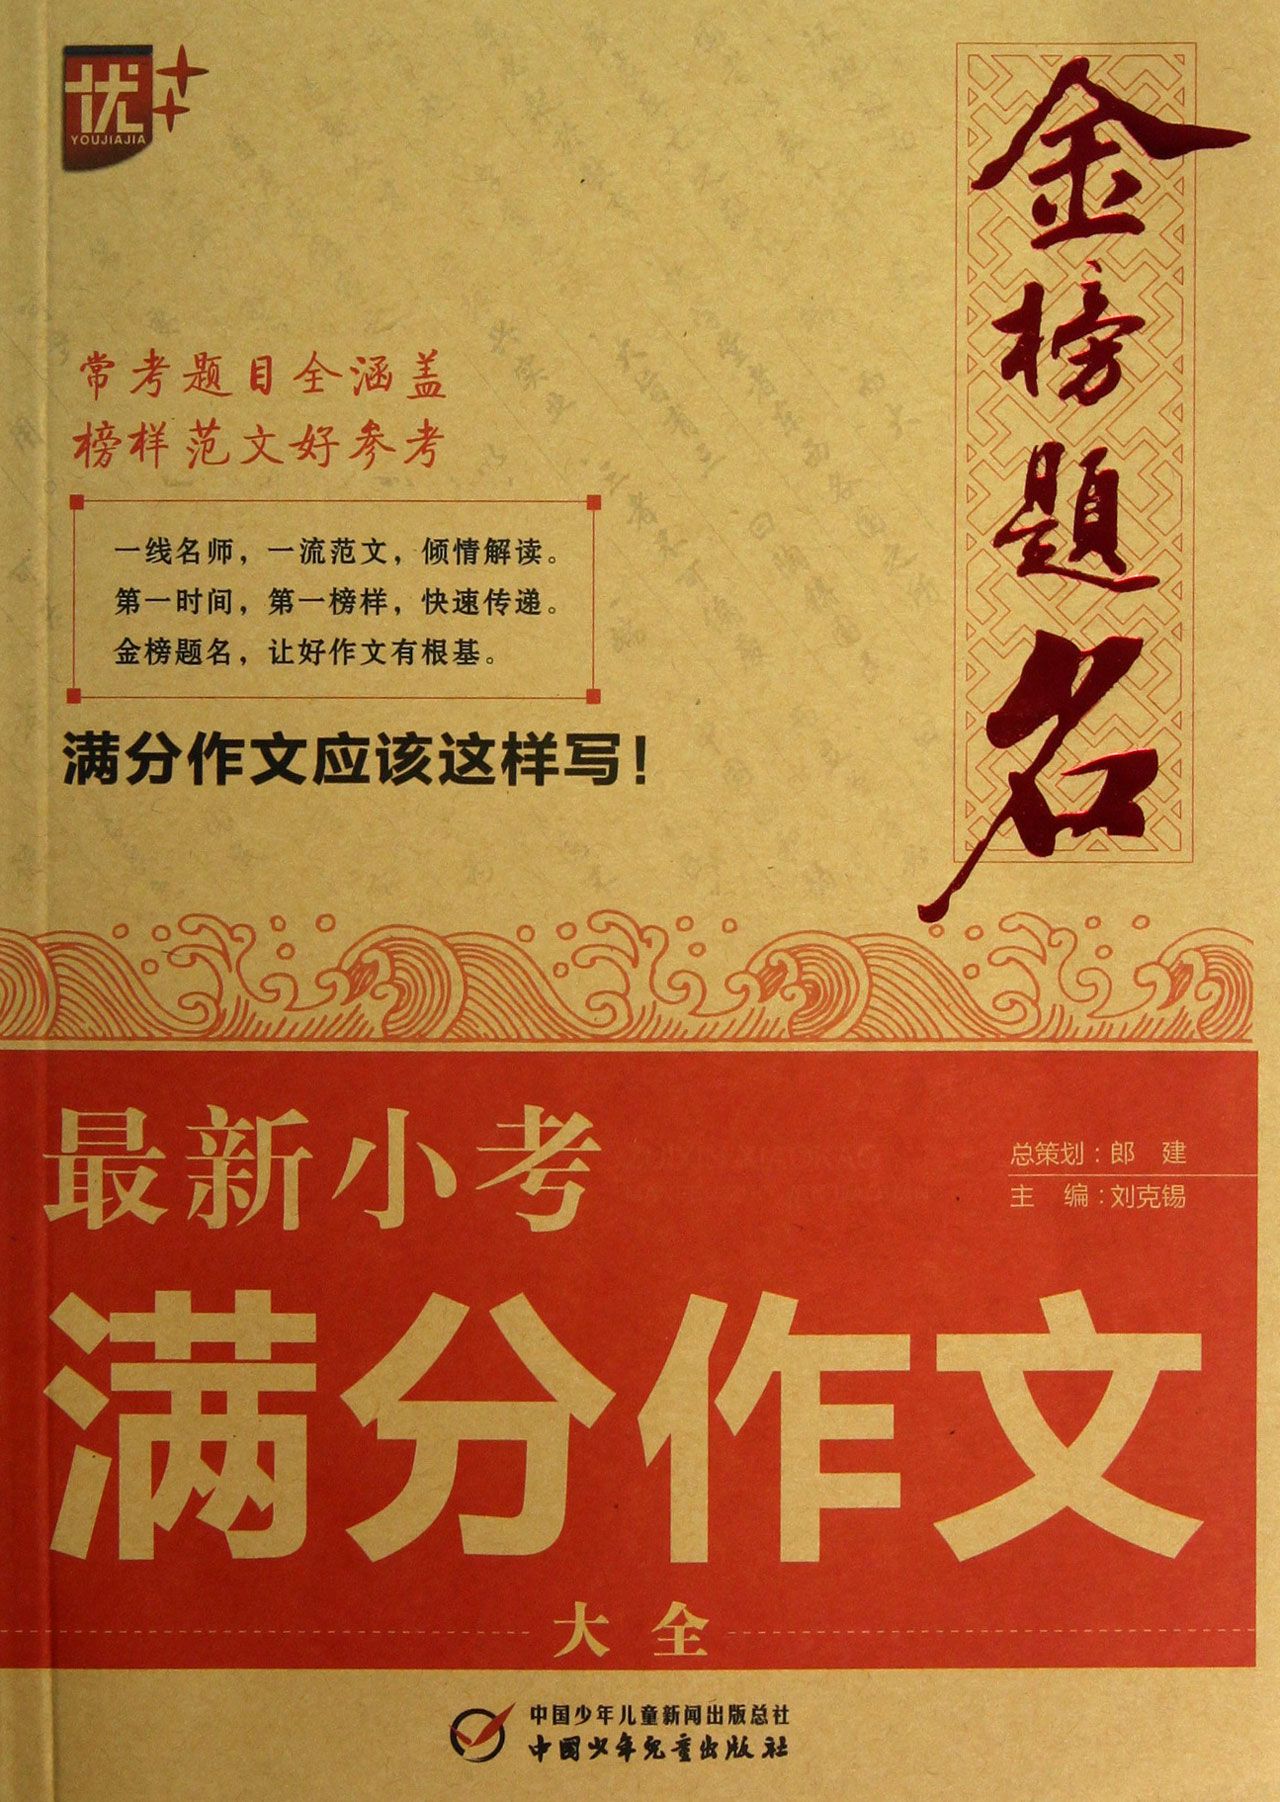 优++
YOUJIAJIA
金榜题名
常考题目全涵盖
榜样范文好参考
一线名师，一流范文，倾情解读。
第一时间，第一榜样，快速传递。
金榜题名，让好作文有根基。
满分作文应该这样写！
最新小考
总策划：郎 建
主 编：刘克锡
满分作文
大全
中国少年儿童新闻出版总社
中国少年儿童出版社